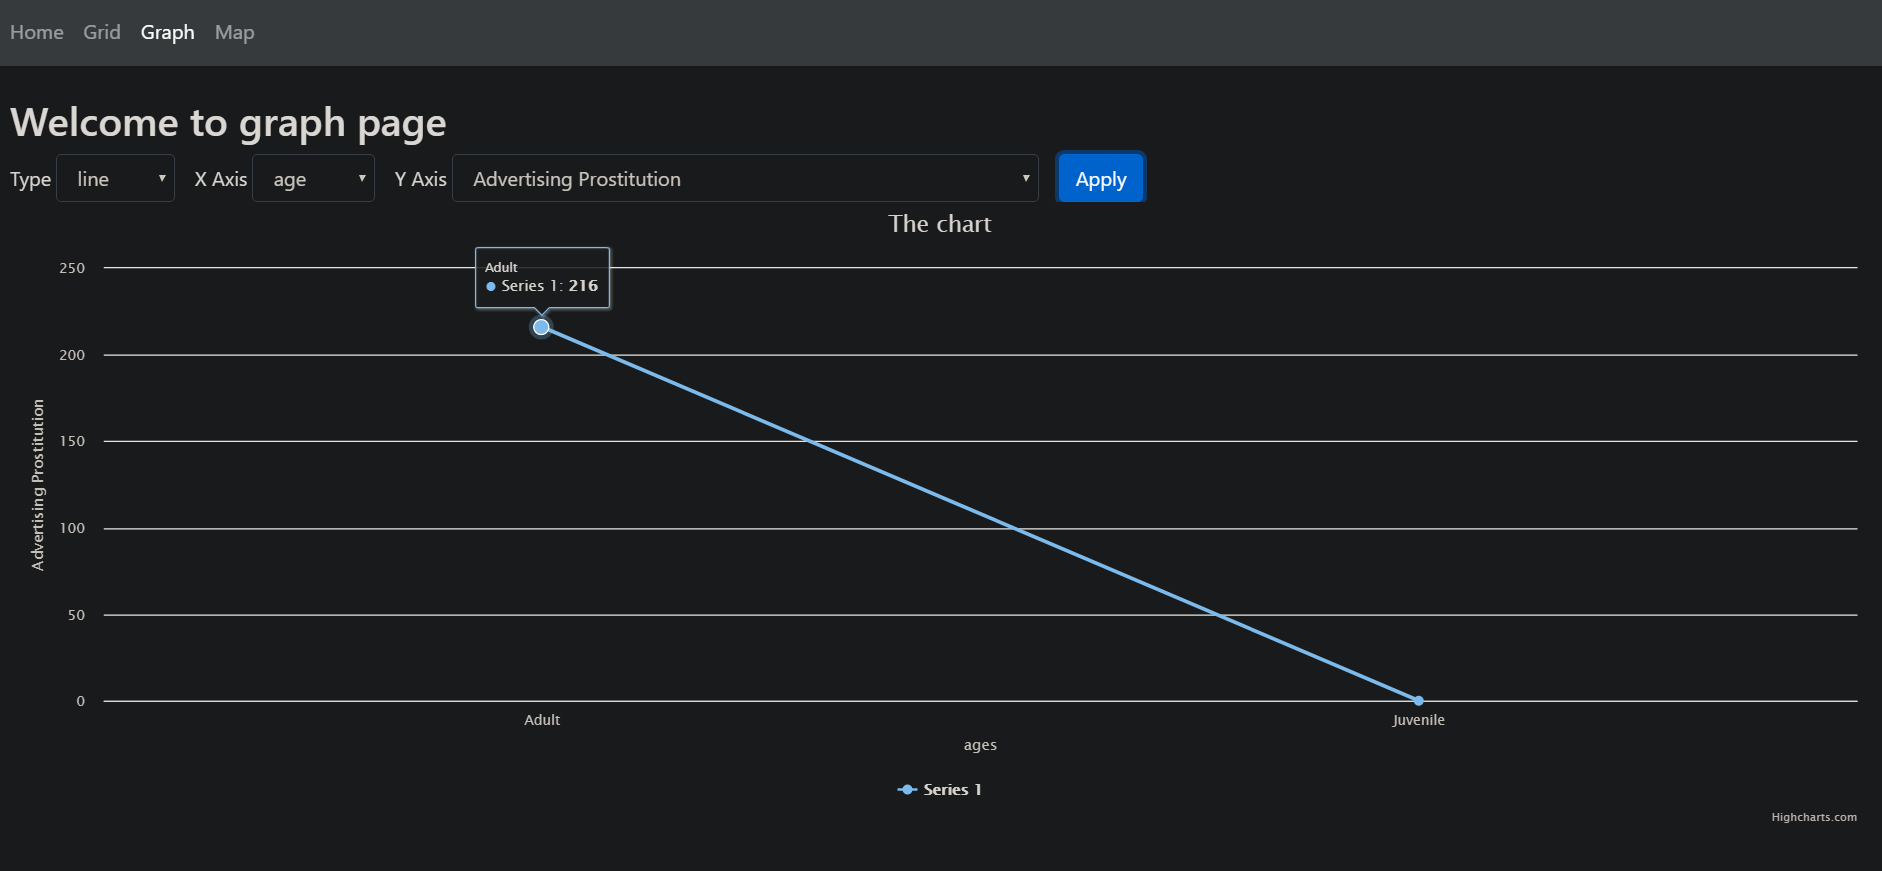 Home Grid Graph Map
Welcome to graph page
Type line X Axis age Y Axis Advertising Prostitution Apply
The chart
Adult
Series 1: 216
250
200
150
100
50
0
Advertising Prostitution
Adult Juvenile
ages
Series 1
Highcharts.com